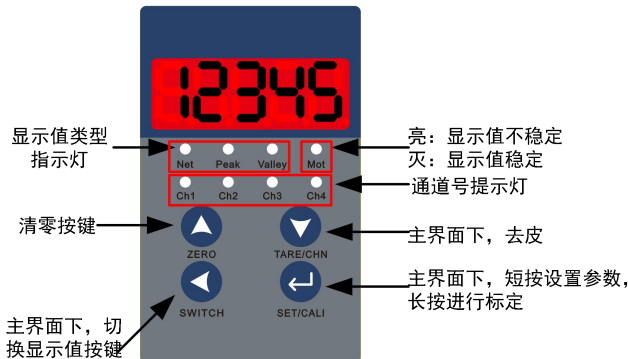 12345
显示值类型
指示灯
Net Peak Valley Mot
亮：显示值不稳定
灭：显示值稳定
Ch1 Ch2 Ch3 Ch4
通道号提示灯
清零按键
ZERO
TARE/CHN
主界面下，去皮
SWITCH
SET/CALI
主界面下，短按设置参数，
长按进行标定
主界面下，切
换显示值按键